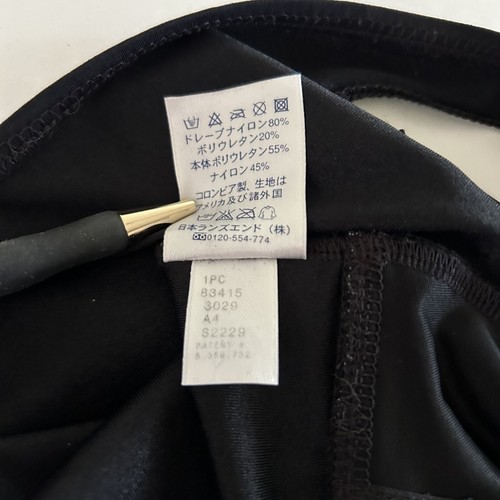 ドレープナイロン80%
ポリウレタン20%
本体ポリウレタン55%
ナイロン45%
コロンビア製、生地は
アメリカ及び諸外国
日本ランズエンド(株)
0120-554-774
1PC
83415
3029
A4
S2229
PATENT #
5,356,732